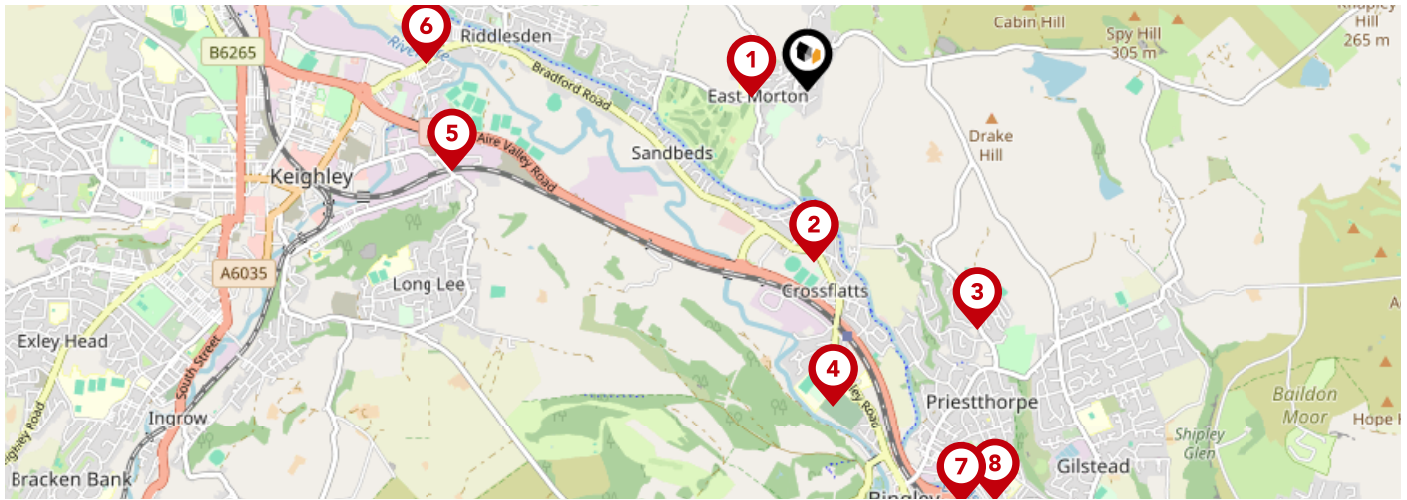 Cabin Hill
Spy Hill
305 m
Hill
265 m
6
Riddlesden
B6265
1
East Morton
Bradford Road
Drake
Hill
5
Aire Valley Road
Sandbeds
Keighley
2
A6035
Long Lee
Crossflatts
3
Exley Head
South Street
4
Priestthorpe
Baildon
Moor
Ingrow
Hope
Shipley
Glen
7
8
Gilstead
Bracken Bank
Bingley